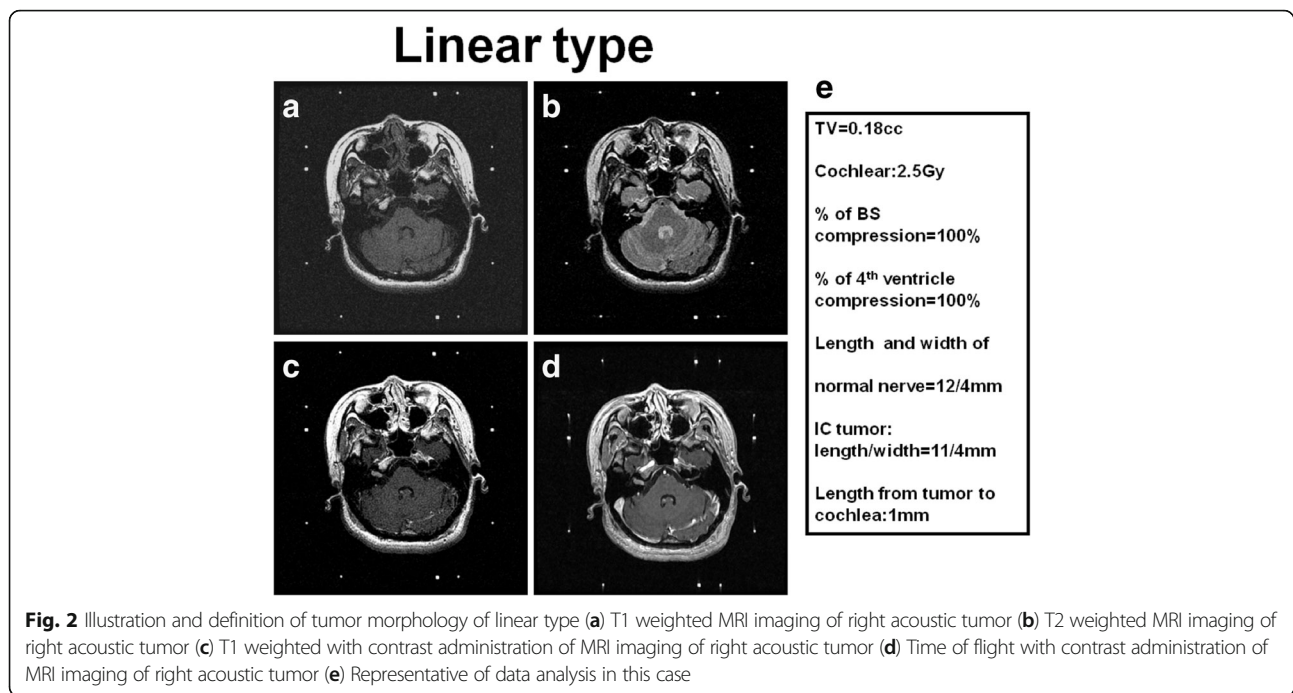 Linear type
a
b
c
d
e
TV=0.18cc
Cochlear:2.5Gy
% of BS
compression=100%
% of 4th ventricle
compression=100%
Length and width of
normal nerve=12/4mm
IC tumor:
length/width=11/4mm
Length from tumor to
cochlea:1mm
Fig. 2 Illustration and definition of tumor morphology of linear type (a) T1 weighted MRI imaging of right acoustic tumor (b) T2 weighted MRI imaging of
right acoustic tumor (c) T1 weighted with contrast administration of MRI imaging of right acoustic tumor (d) Time of flight with contrast administration of
MRI imaging of right acoustic tumor (e) Representative of data analysis in this case